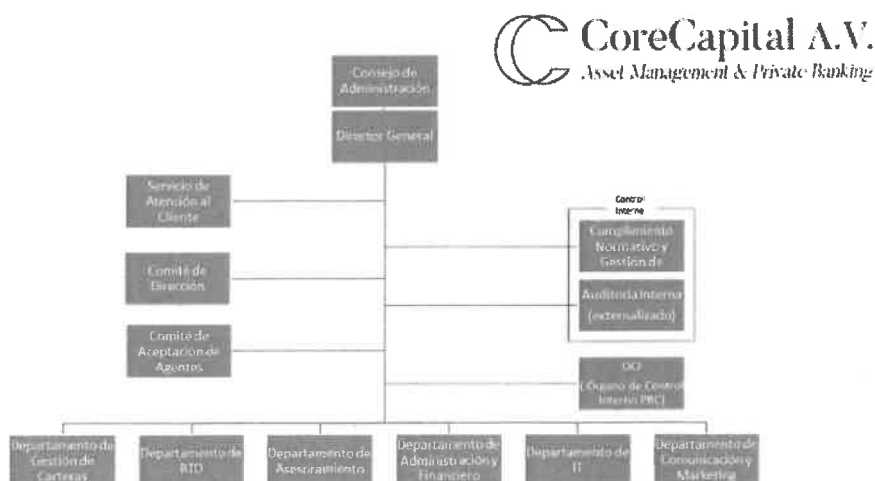 CoreCapital A.V.
Asset Management & Private Banking
Consejo de
Administración
Director General
Servicio de
Atención al
Cliente
Control
Interno
Cumplimiento
Normativo y
Gestión de
Comité de
Dirección
Auditoría Interna
(externalizado)
Comité de
Aceptación de
Agentes
OCI
(Órgano de Control
Interno PBC)
Departamento de
Gestión de
Carteras
Departamento de
RTO
Departamento de
Asesoramiento
Departamento de
Administración y
Financiero
Departamento de
IT
Departamento de
Comunicación y
Marketing